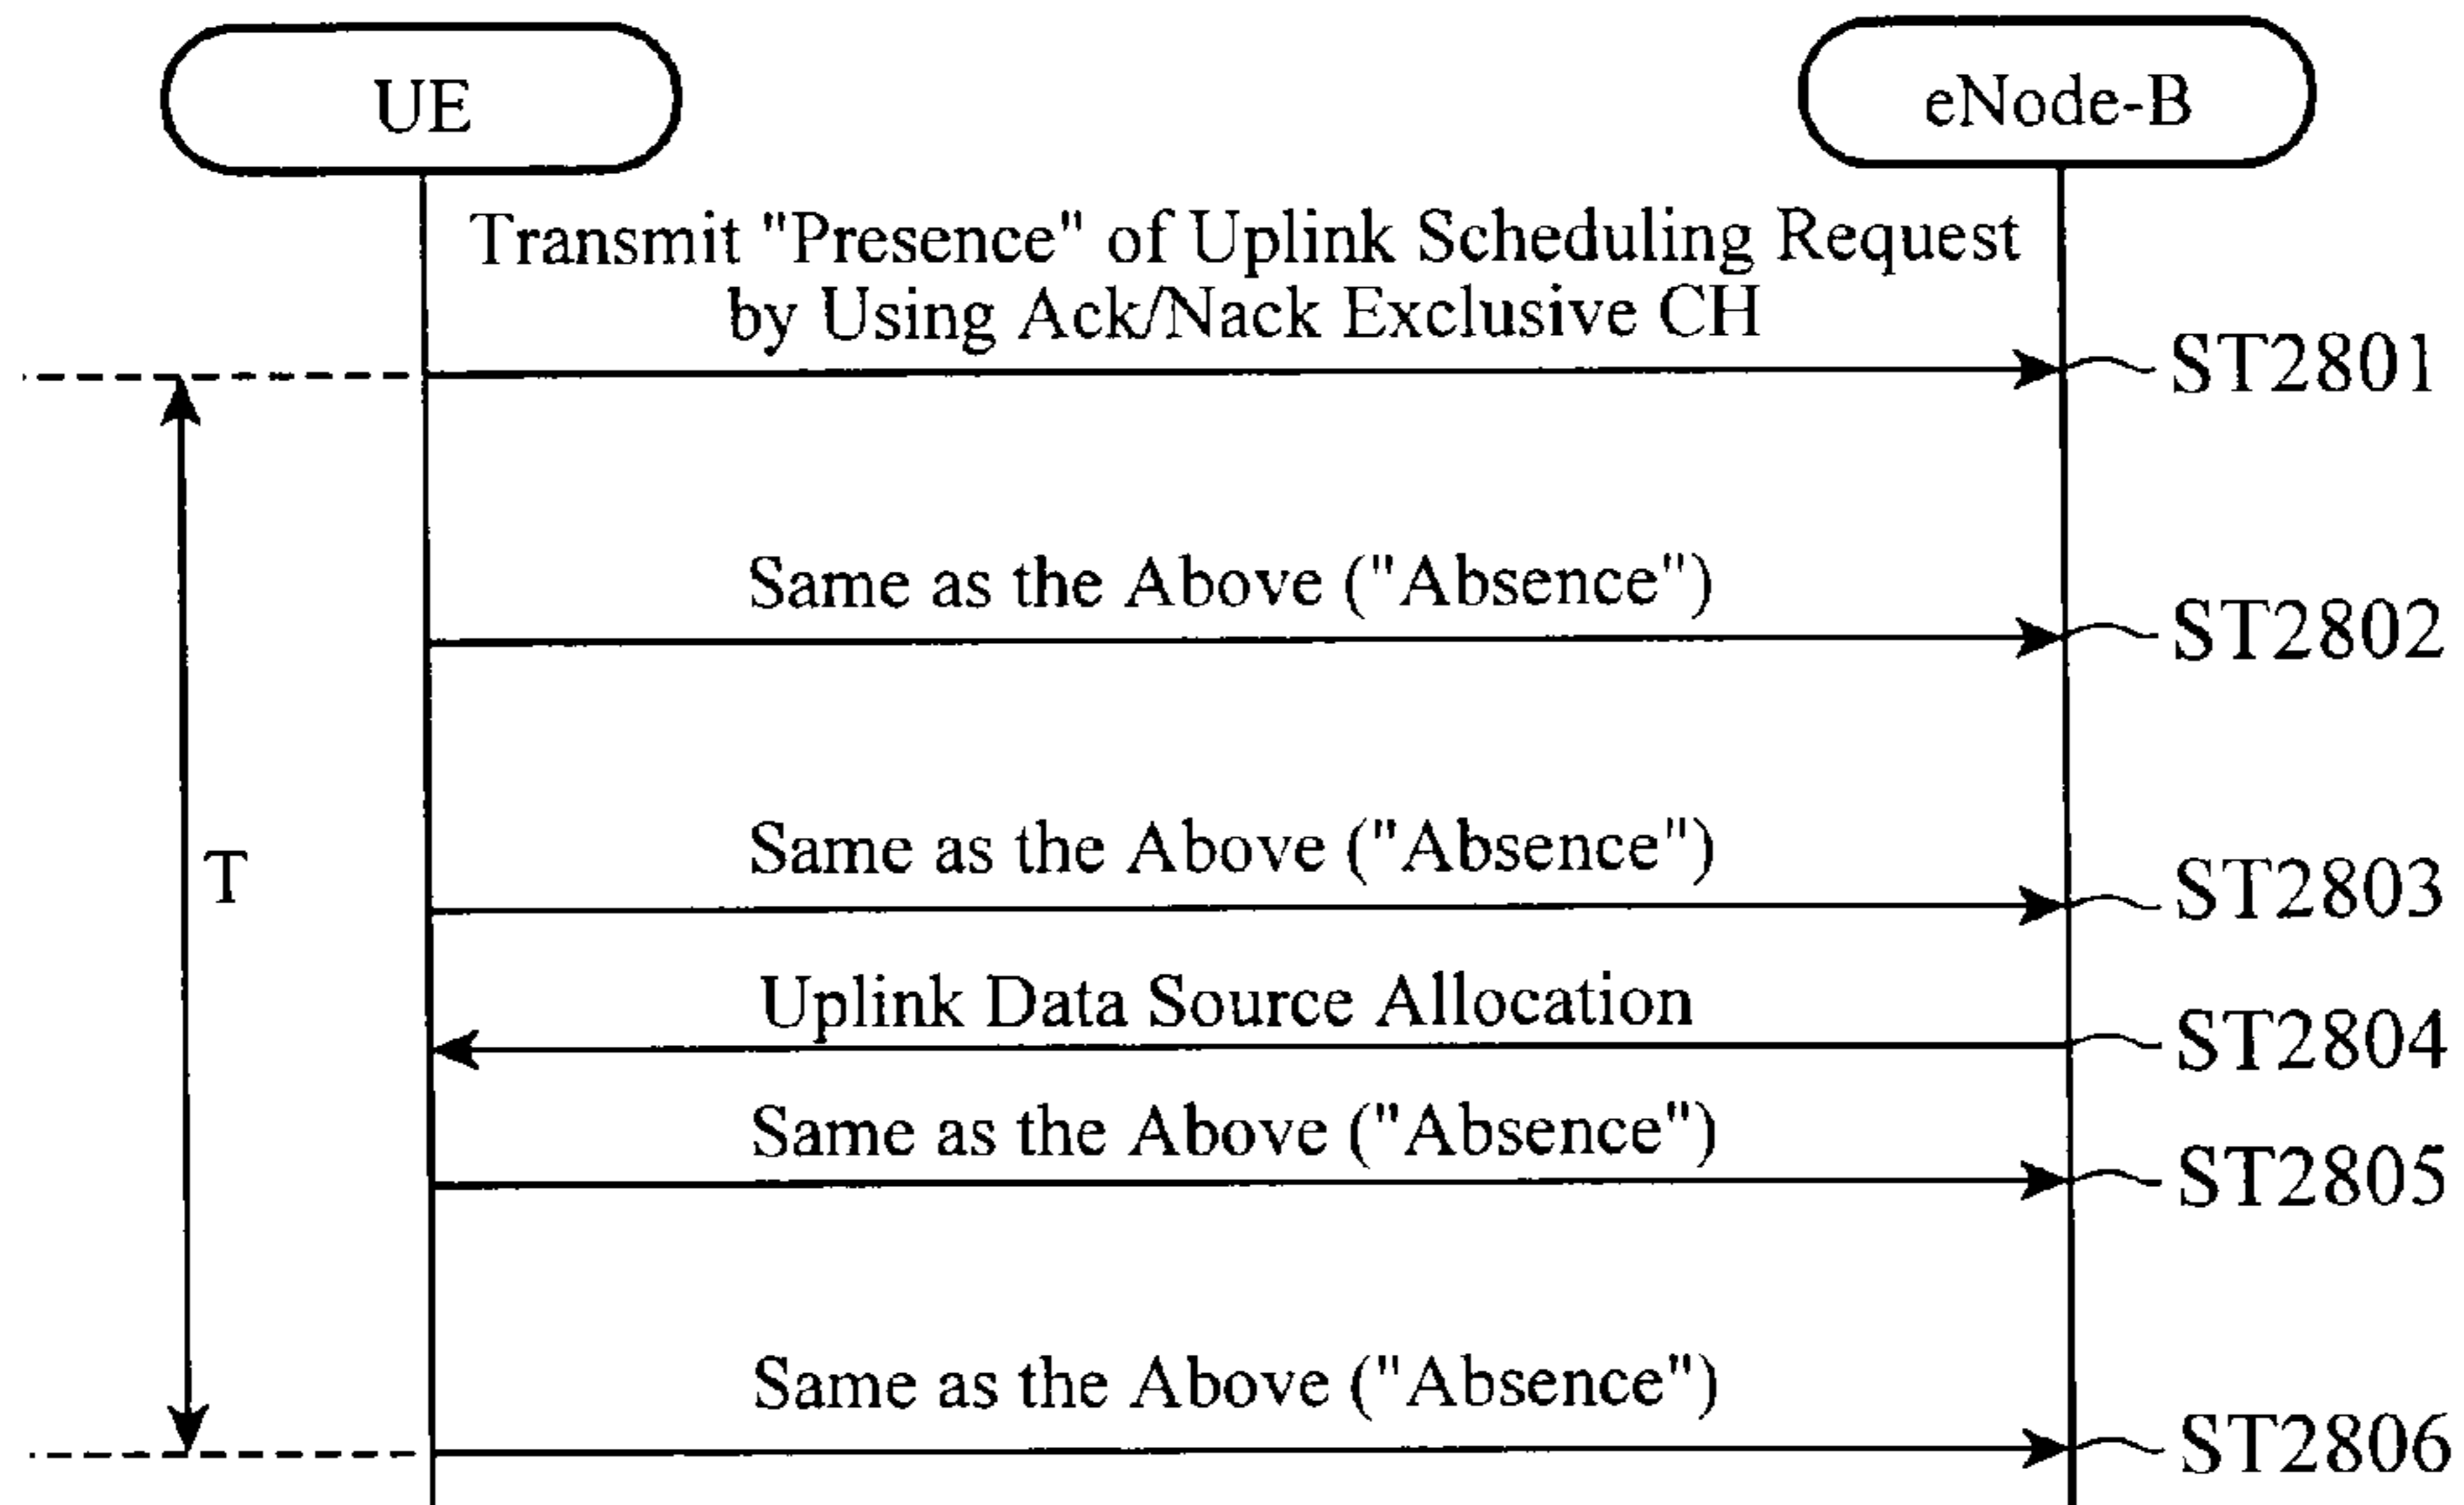 UE
eNode-B
Transmit "Presence" of Uplink Scheduling Request
by Using Ack/Nack Exclusive CH
ST2801
Same as the Above ("Absence")
ST2802
Same as the Above ("Absence")
T
ST2803
Uplink Data Source Allocation
ST2804
Same as the Above ("Absence")
ST2805
Same as the Above ("Absence")
ST2806